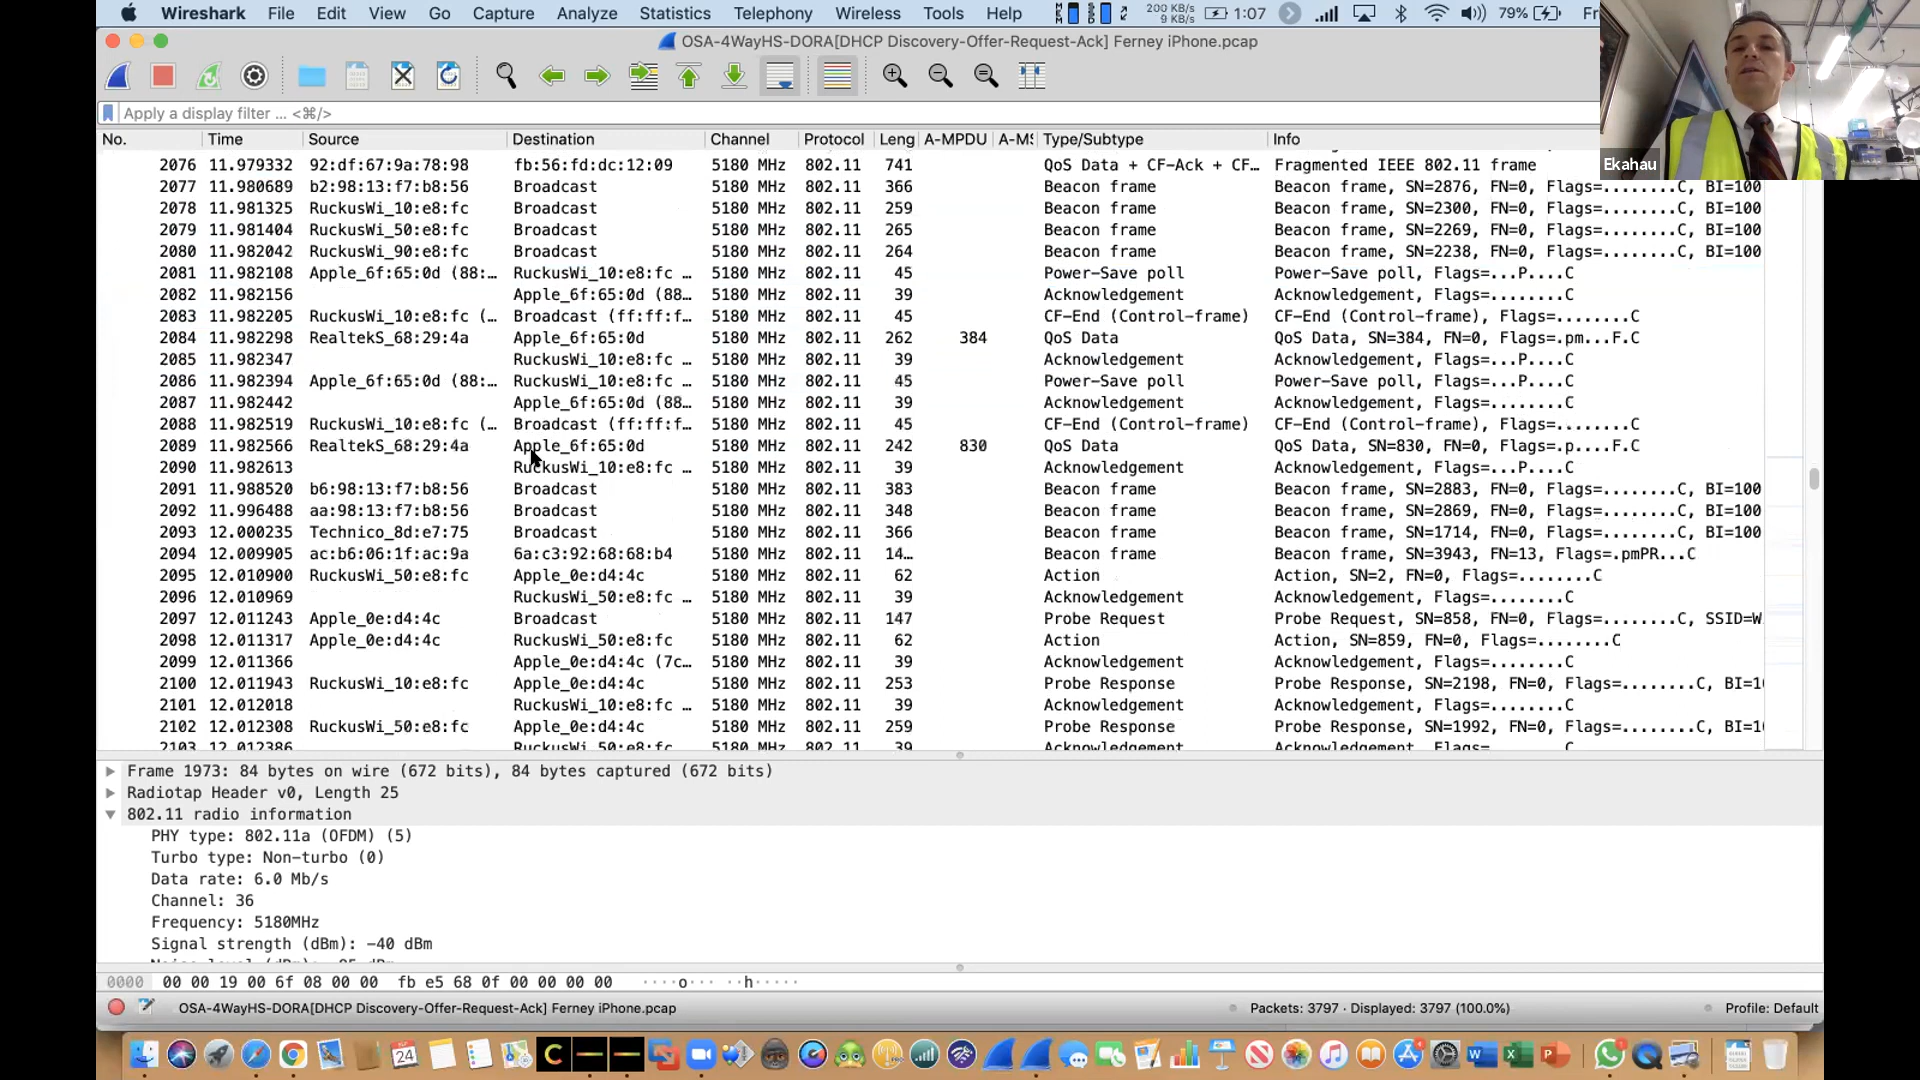 Wireshark File Edit View Go Capture Analyze Statistics Telephony Wireless Tools Help 200 KB/s 9 KB/s 1:07 79% Fr
OSA-4WayHS-DORA[DHCP Discovery-Offer-Request-Ack] Ferney iPhone.pcap
Apply a display filter ... <⌘/>
No. Time Source Destination Channel Protocol Leng A-MPDU A-MS Type/Subtype Info
2076 11.979332 92:df:67:9a:78:98 fb:56:fd:dc:12:09 5180 MHz 802.11 741 QoS Data + CF-Ack + CF… Fragmented IEEE 802.11 frame
Ekahau
2077 11.980689 b2:98:13:f7:b8:56 Broadcast 5180 MHz 802.11 366 Beacon frame Beacon frame, SN=2876, FN=0, Flags=........C, BI=100
2078 11.981325 RuckusWi_10:e8:fc Broadcast 5180 MHz 802.11 259 Beacon frame Beacon frame, SN=2300, FN=0, Flags=........C, BI=100
2079 11.981404 RuckusWi_50:e8:fc Broadcast 5180 MHz 802.11 265 Beacon frame Beacon frame, SN=2269, FN=0, Flags=........C, BI=100
2080 11.982042 RuckusWi_90:e8:fc Broadcast 5180 MHz 802.11 264 Beacon frame Beacon frame, SN=2238, FN=0, Flags=........C, BI=100
2081 11.982108 Apple_6f:65:0d (88:… RuckusWi_10:e8:fc … 5180 MHz 802.11 45 Power-Save poll Power-Save poll, Flags=...P....C
2082 11.982156 Apple_6f:65:0d (88… 5180 MHz 802.11 39 Acknowledgement Acknowledgement, Flags=........C
2083 11.982205 RuckusWi_10:e8:fc (… Broadcast (ff:ff:f… 5180 MHz 802.11 45 CF-End (Control-frame) CF-End (Control-frame), Flags=........C
2084 11.982298 RealtekS_68:29:4a Apple_6f:65:0d 5180 MHz 802.11 262 384 QoS Data QoS Data, SN=384, FN=0, Flags=.pm...F.C
2085 11.982347 RuckusWi_10:e8:fc … 5180 MHz 802.11 39 Acknowledgement Acknowledgement, Flags=...P....C
2086 11.982394 Apple_6f:65:0d (88:… RuckusWi_10:e8:fc … 5180 MHz 802.11 45 Power-Save poll Power-Save poll, Flags=...P....C
2087 11.982442 Apple_6f:65:0d (88… 5180 MHz 802.11 39 Acknowledgement Acknowledgement, Flags=........C
2088 11.982519 RuckusWi_10:e8:fc (… Broadcast (ff:ff:f… 5180 MHz 802.11 45 CF-End (Control-frame) CF-End (Control-frame), Flags=........C
2089 11.982566 RealtekS_68:29:4a Apple_6f:65:0d 5180 MHz 802.11 242 830 QoS Data QoS Data, SN=830, FN=0, Flags=.p....F.C
2090 11.982613 RuckusWi_10:e8:fc … 5180 MHz 802.11 39 Acknowledgement Acknowledgement, Flags=...P....C
2091 11.988520 b6:98:13:f7:b8:56 Broadcast 5180 MHz 802.11 383 Beacon frame Beacon frame, SN=2883, FN=0, Flags=........C, BI=100
2092 11.996488 aa:98:13:f7:b8:56 Broadcast 5180 MHz 802.11 348 Beacon frame Beacon frame, SN=2869, FN=0, Flags=........C, BI=100
2093 12.000235 Technico_8d:e7:75 Broadcast 5180 MHz 802.11 366 Beacon frame Beacon frame, SN=1714, FN=0, Flags=........C, BI=100
2094 12.009905 ac:b6:06:1f:ac:9a 6a:c3:92:68:68:b4 5180 MHz 802.11 14… Beacon frame Beacon frame, SN=3943, FN=13, Flags=.pmPR...C
2095 12.010900 RuckusWi_50:e8:fc Apple_0e:d4:4c 5180 MHz 802.11 62 Action Action, SN=2, FN=0, Flags=........C
2096 12.010969 RuckusWi_50:e8:fc … 5180 MHz 802.11 39 Acknowledgement Acknowledgement, Flags=........C
2097 12.011243 Apple_0e:d4:4c Broadcast 5180 MHz 802.11 147 Probe Request Probe Request, SN=858, FN=0, Flags=........C, SSID=W
2098 12.011317 Apple_0e:d4:4c RuckusWi_50:e8:fc 5180 MHz 802.11 62 Action Action, SN=859, FN=0, Flags=........C
2099 12.011366 Apple_0e:d4:4c (7c… 5180 MHz 802.11 39 Acknowledgement Acknowledgement, Flags=........C
2100 12.011943 RuckusWi_10:e8:fc Apple_0e:d4:4c 5180 MHz 802.11 253 Probe Response Probe Response, SN=2198, FN=0, Flags=........C, BI=1
2101 12.012018 RuckusWi_10:e8:fc … 5180 MHz 802.11 39 Acknowledgement Acknowledgement, Flags=........C
2102 12.012308 RuckusWi_50:e8:fc Apple_0e:d4:4c 5180 MHz 802.11 259 Probe Response Probe Response, SN=1992, FN=0, Flags=........C, BI=1
2103 12.012386 RuckusWi_50:e8:fc … 5180 MHz 802.11 39 Acknowledgement Acknowledgement, Flags=........C
Frame 1973: 84 bytes on wire (672 bits), 84 bytes captured (672 bits)
Radiotap Header v0, Length 25
802.11 radio information
PHY type: 802.11a (OFDM) (5)
Turbo type: Non-turbo (0)
Data rate: 6.0 Mb/s
Channel: 36
Frequency: 5180MHz
Signal strength (dBm): -40 dBm
0000 00 00 19 00 6f 08 00 00 fb e5 68 0f 00 00 00 00 ····o··· ··h·····
OSA-4WayHS-DORA[DHCP Discovery-Offer-Request-Ack] Ferney iPhone.pcap Packets: 3797 · Displayed: 3797 (100.0%) Profile: Default
24